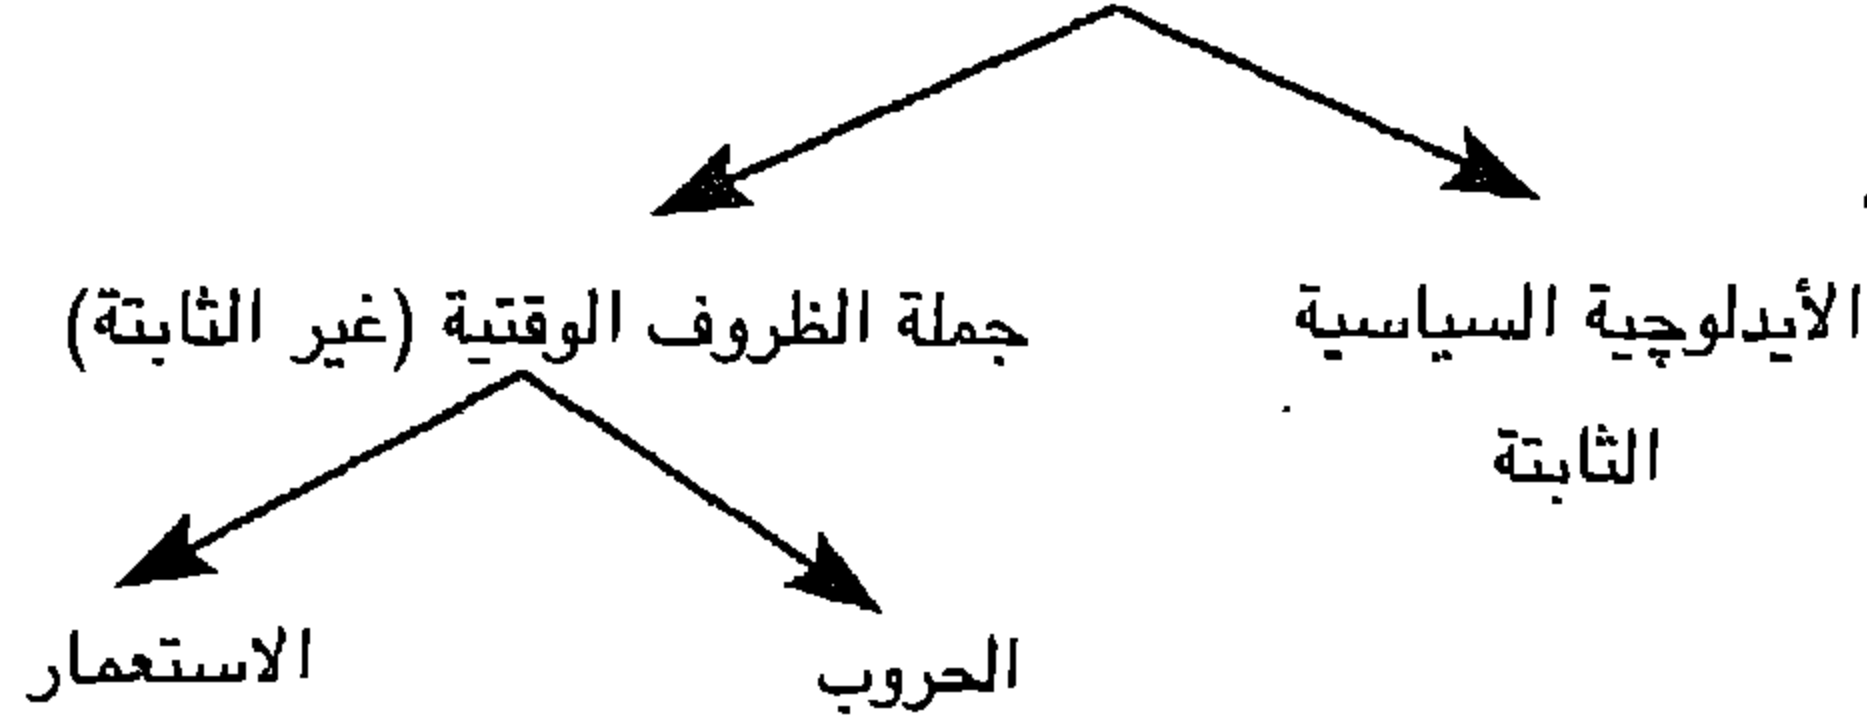 الأيدلوچية السياسية
الثابتة
جملة الظروف الوقتية (غير الثابتة)
الحروب
الاستعمار